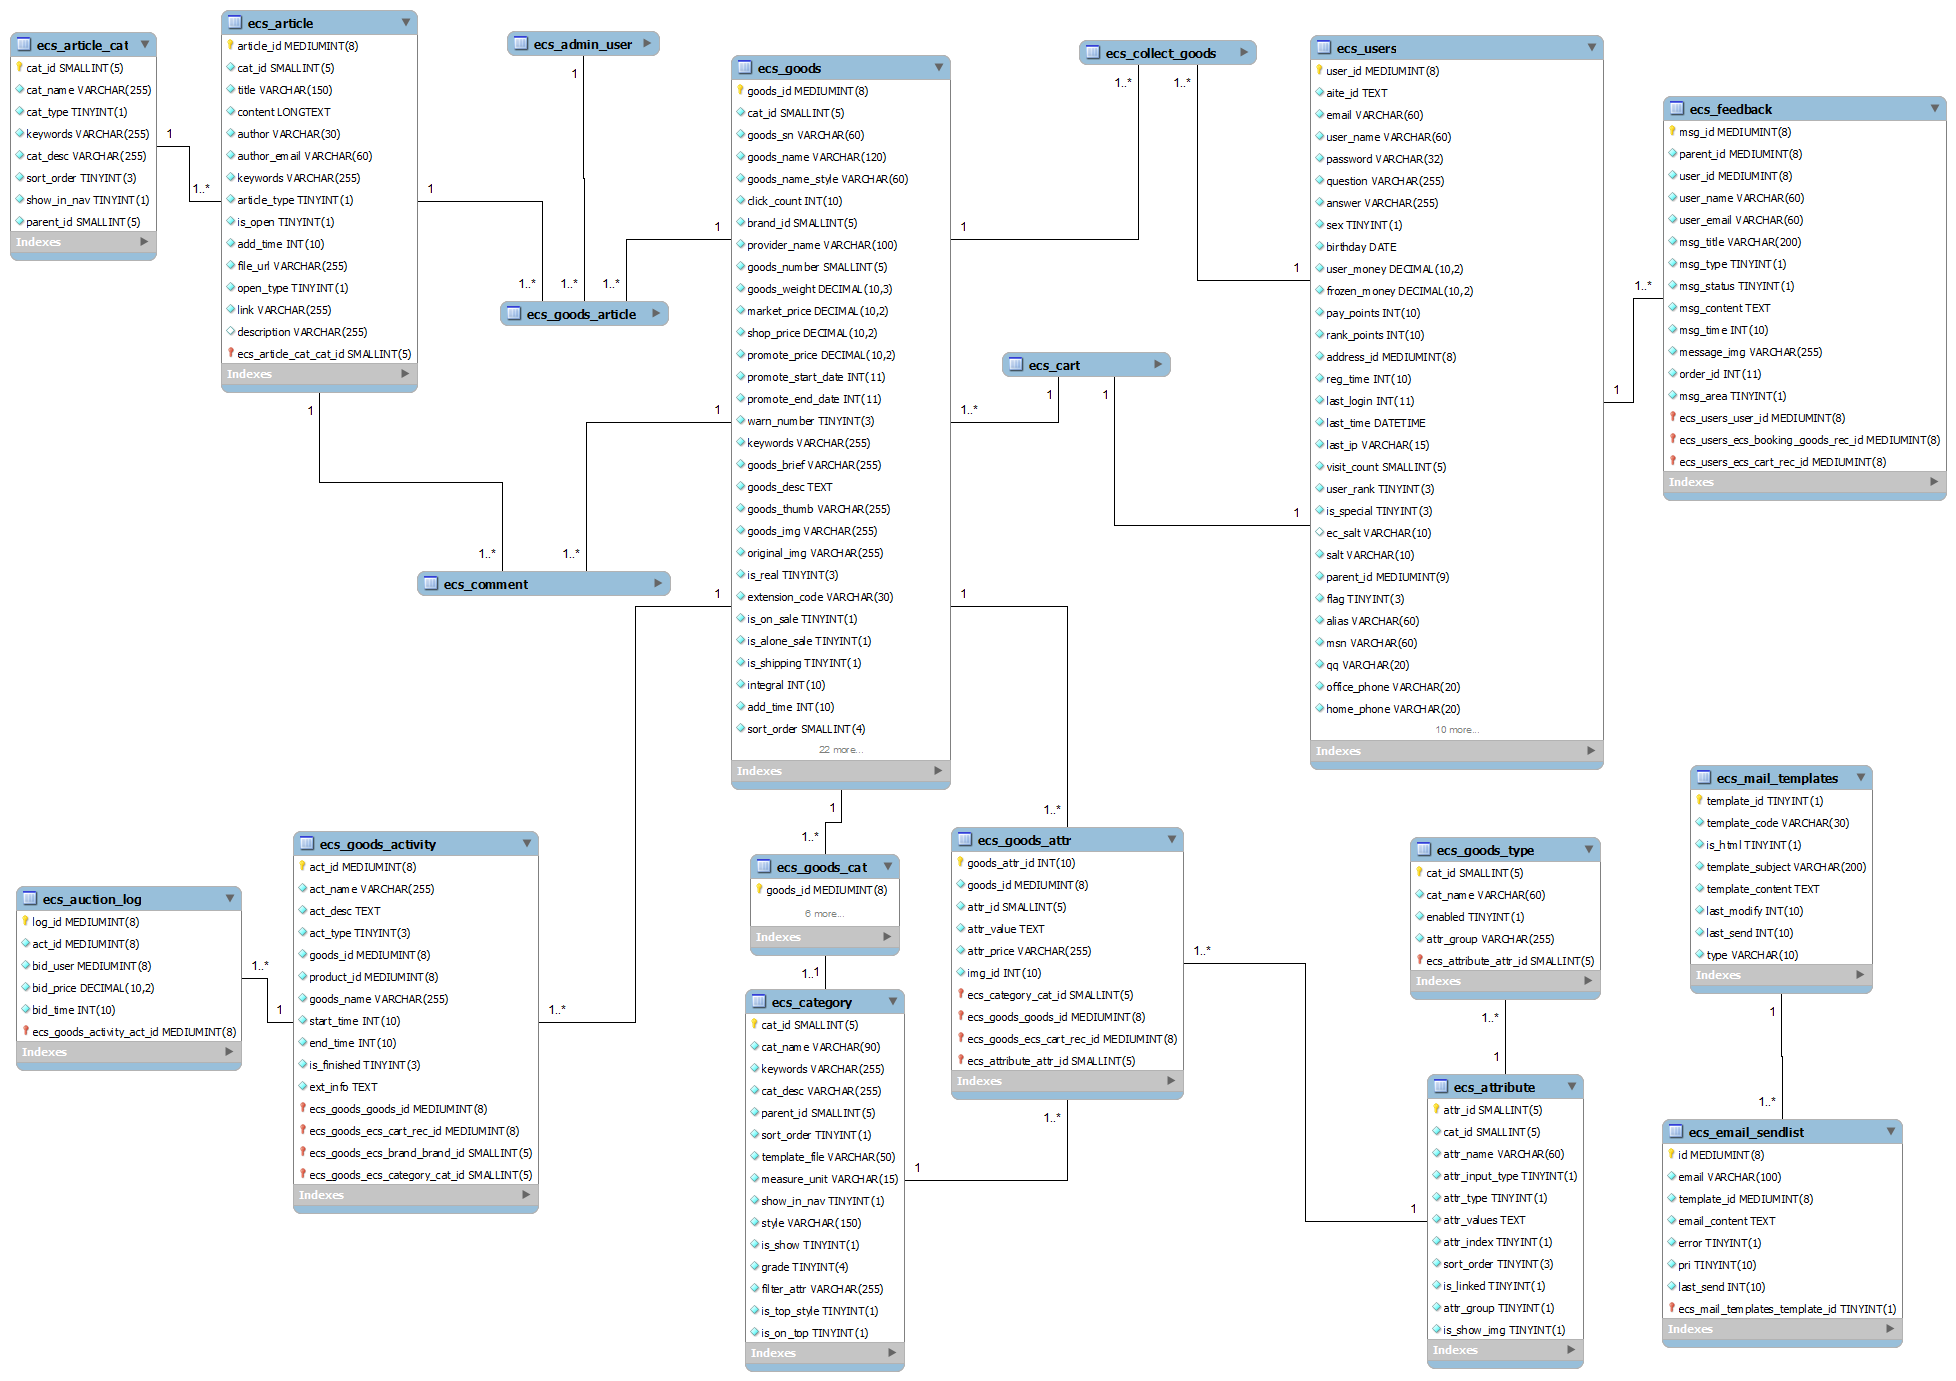 ecs_article_cat
cat_id SMALLINT(5)
cat_name VARCHAR(255)
cat_type TINYINT(1)
keywords VARCHAR(255)
cat_desc VARCHAR(255)
sort_order TINYINT(3)
show_in_nav TINYINT(1)
parent_id SMALLINT(5)
Indexes
1
1..*
ecs_article
article_id MEDIUMINT(8)
cat_id SMALLINT(5)
title VARCHAR(150)
content LONGTEXT
author VARCHAR(30)
author_email VARCHAR(60)
keywords VARCHAR(255)
article_type TINYINT(1)
is_open TINYINT(1)
add_time INT(10)
file_url VARCHAR(255)
open_type TINYINT(1)
link VARCHAR(255)
description VARCHAR(255)
ecs_article_cat_cat_id SMALLINT(5)
Indexes
1
1
ecs_admin_user
1
1..*
1..*
1..*
ecs_goods_article
1
1
1..*
1..*
ecs_comment
1
ecs_goods
goods_id MEDIUMINT(8)
cat_id SMALLINT(5)
goods_sn VARCHAR(60)
goods_name VARCHAR(120)
goods_name_style VARCHAR(60)
click_count INT(10)
brand_id SMALLINT(5)
provider_name VARCHAR(100)
goods_number SMALLINT(5)
goods_weight DECIMAL(10,3)
market_price DECIMAL(10,2)
shop_price DECIMAL(10,2)
promote_price DECIMAL(10,2)
promote_start_date INT(11)
promote_end_date INT(11)
warn_number TINYINT(3)
keywords VARCHAR(255)
goods_brief VARCHAR(255)
goods_desc TEXT
goods_thumb VARCHAR(255)
goods_img VARCHAR(255)
original_img VARCHAR(255)
is_real TINYINT(3)
extension_code VARCHAR(30)
is_on_sale TINYINT(1)
is_alone_sale TINYINT(1)
is_shipping TINYINT(1)
integral INT(10)
add_time INT(10)
sort_order SMALLINT(4)
22 more...
Indexes
1
1..*
1
1
ecs_collect_goods
1..*
1..*
1
ecs_cart
1
1
1..*
1
ecs_users
user_id MEDIUMINT(8)
aite_id TEXT
email VARCHAR(60)
user_name VARCHAR(60)
password VARCHAR(32)
question VARCHAR(255)
answer VARCHAR(255)
sex TINYINT(1)
birthday DATE
user_money DECIMAL(10,2)
frozen_money DECIMAL(10,2)
pay_points INT(10)
rank_points INT(10)
address_id MEDIUMINT(8)
reg_time INT(10)
last_login INT(11)
last_time DATETIME
last_ip VARCHAR(15)
visit_count SMALLINT(5)
user_rank TINYINT(3)
is_special TINYINT(3)
ec_salt VARCHAR(10)
salt VARCHAR(10)
parent_id MEDIUMINT(9)
flag TINYINT(3)
alias VARCHAR(60)
msn VARCHAR(60)
qq VARCHAR(20)
office_phone VARCHAR(20)
home_phone VARCHAR(20)
10 more...
Indexes
1
1..*
ecs_feedback
msg_id MEDIUMINT(8)
parent_id MEDIUMINT(8)
user_id MEDIUMINT(8)
user_name VARCHAR(60)
user_email VARCHAR(60)
msg_title VARCHAR(200)
msg_type TINYINT(1)
msg_status TINYINT(1)
msg_content TEXT
msg_time INT(10)
message_img VARCHAR(255)
order_id INT(11)
msg_area TINYINT(1)
ecs_users_user_id MEDIUMINT(8)
ecs_users_ecs_booking_goods_rec_id MEDIUMINT(8)
ecs_users_ecs_cart_rec_id MEDIUMINT(8)
Indexes
ecs_auction_log
log_id MEDIUMINT(8)
act_id MEDIUMINT(8)
bid_user MEDIUMINT(8)
bid_price DECIMAL(10,2)
bid_time INT(10)
ecs_goods_activity_act_id MEDIUMINT(8)
Indexes
1..*
1
ecs_goods_activity
act_id MEDIUMINT(8)
act_name VARCHAR(255)
act_desc TEXT
act_type TINYINT(3)
goods_id MEDIUMINT(8)
product_id MEDIUMINT(8)
goods_name VARCHAR(255)
start_time INT(10)
end_time INT(10)
is_finished TINYINT(3)
ext_info TEXT
ecs_goods_goods_id MEDIUMINT(8)
ecs_goods_ecs_cart_rec_id MEDIUMINT(8)
ecs_goods_ecs_brand_brand_id SMALLINT(5)
ecs_goods_ecs_category_cat_id SMALLINT(5)
Indexes
1..*
ecs_goods_cat
goods_id MEDIUMINT(8)
6 more...
Indexes
1..1
ecs_category
cat_id SMALLINT(5)
cat_name VARCHAR(90)
keywords VARCHAR(255)
cat_desc VARCHAR(255)
parent_id SMALLINT(5)
sort_order TINYINT(1)
template_file VARCHAR(50)
measure_unit VARCHAR(15)
show_in_nav TINYINT(1)
style VARCHAR(150)
is_show TINYINT(1)
grade TINYINT(4)
filter_attr VARCHAR(255)
is_top_style TINYINT(1)
is_on_top TINYINT(1)
Indexes
1
1..*
ecs_goods_attr
goods_attr_id INT(10)
goods_id MEDIUMINT(8)
attr_id SMALLINT(5)
attr_value TEXT
attr_price VARCHAR(255)
img_id INT(10)
ecs_category_cat_id SMALLINT(5)
ecs_goods_goods_id MEDIUMINT(8)
ecs_goods_ecs_cart_rec_id MEDIUMINT(8)
ecs_attribute_attr_id SMALLINT(5)
Indexes
1..*
1..*
1
ecs_goods_type
cat_id SMALLINT(5)
cat_name VARCHAR(60)
enabled TINYINT(1)
attr_group VARCHAR(255)
ecs_attribute_attr_id SMALLINT(5)
Indexes
1..*
1
ecs_attribute
attr_id SMALLINT(5)
cat_id SMALLINT(5)
attr_name VARCHAR(60)
attr_input_type TINYINT(1)
attr_type TINYINT(1)
attr_values TEXT
attr_index TINYINT(1)
sort_order TINYINT(3)
is_linked TINYINT(1)
attr_group TINYINT(1)
is_show_img TINYINT(1)
Indexes
ecs_mail_templates
template_id TINYINT(1)
template_code VARCHAR(30)
is_html TINYINT(1)
template_subject VARCHAR(200)
template_content TEXT
last_modify INT(10)
last_send INT(10)
type VARCHAR(10)
Indexes
1
1..*
ecs_email_sendlist
id MEDIUMINT(8)
email VARCHAR(100)
template_id MEDIUMINT(8)
email_content TEXT
error TINYINT(1)
pri TINYINT(10)
last_send INT(10)
ecs_mail_templates_template_id TINYINT(1)
Indexes